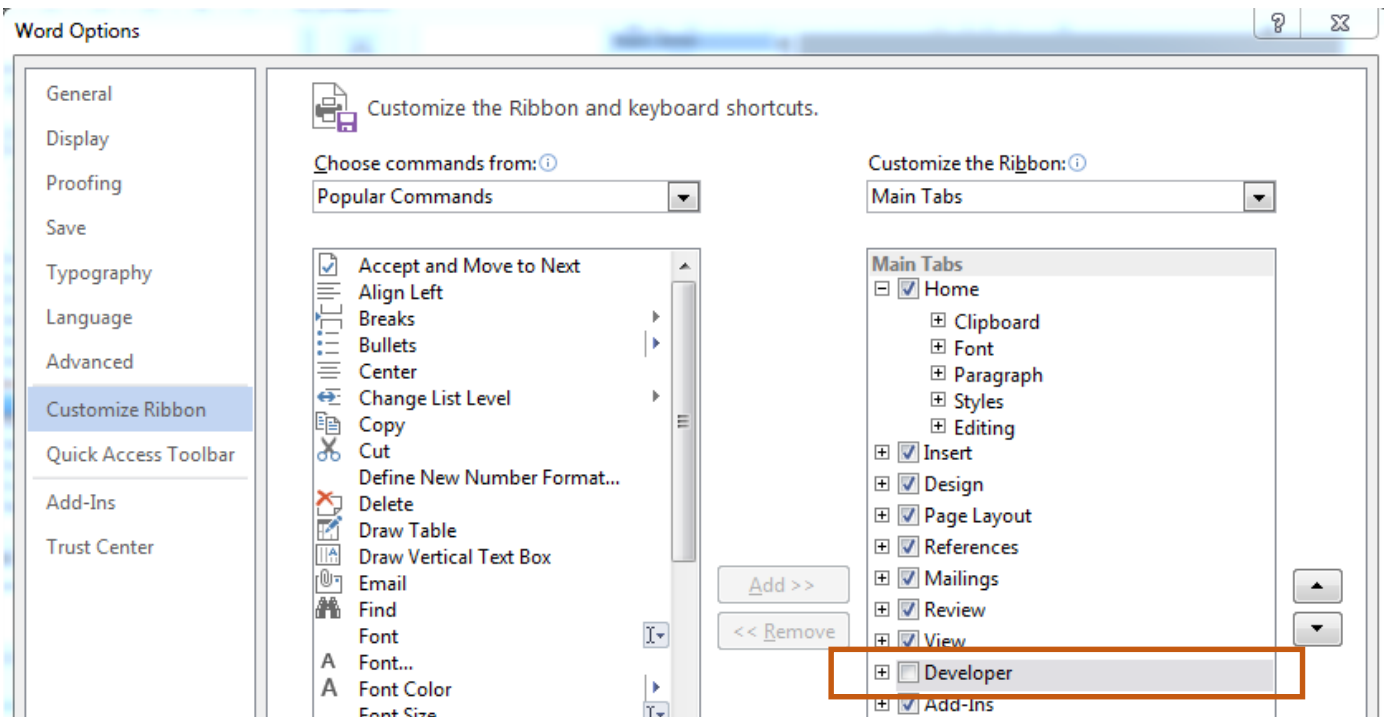 Word Options
General
Display
Proofing
Save
Typography
Language
Advanced
Customize Ribbon
Quick Access Toolbar
Add-Ins
Trust Center
Customize the Ribbon and keyboard shortcuts.
Choose commands from:
Popular Commands
Accept and Move to Next
Align Left
Breaks
Bullets
Center
Change List Level
Copy
Cut
Define New Number Format...
Delete
Draw Table
Draw Vertical Text Box
Email
Find
Font
Font...
Font Color
Font Size
Add >>
<< Remove
Customize the Ribbon:
Main Tabs
Main Tabs
Home
Clipboard
Font
Paragraph
Styles
Editing
Insert
Design
Page Layout
References
Mailings
Review
View
Developer
Add-Ins